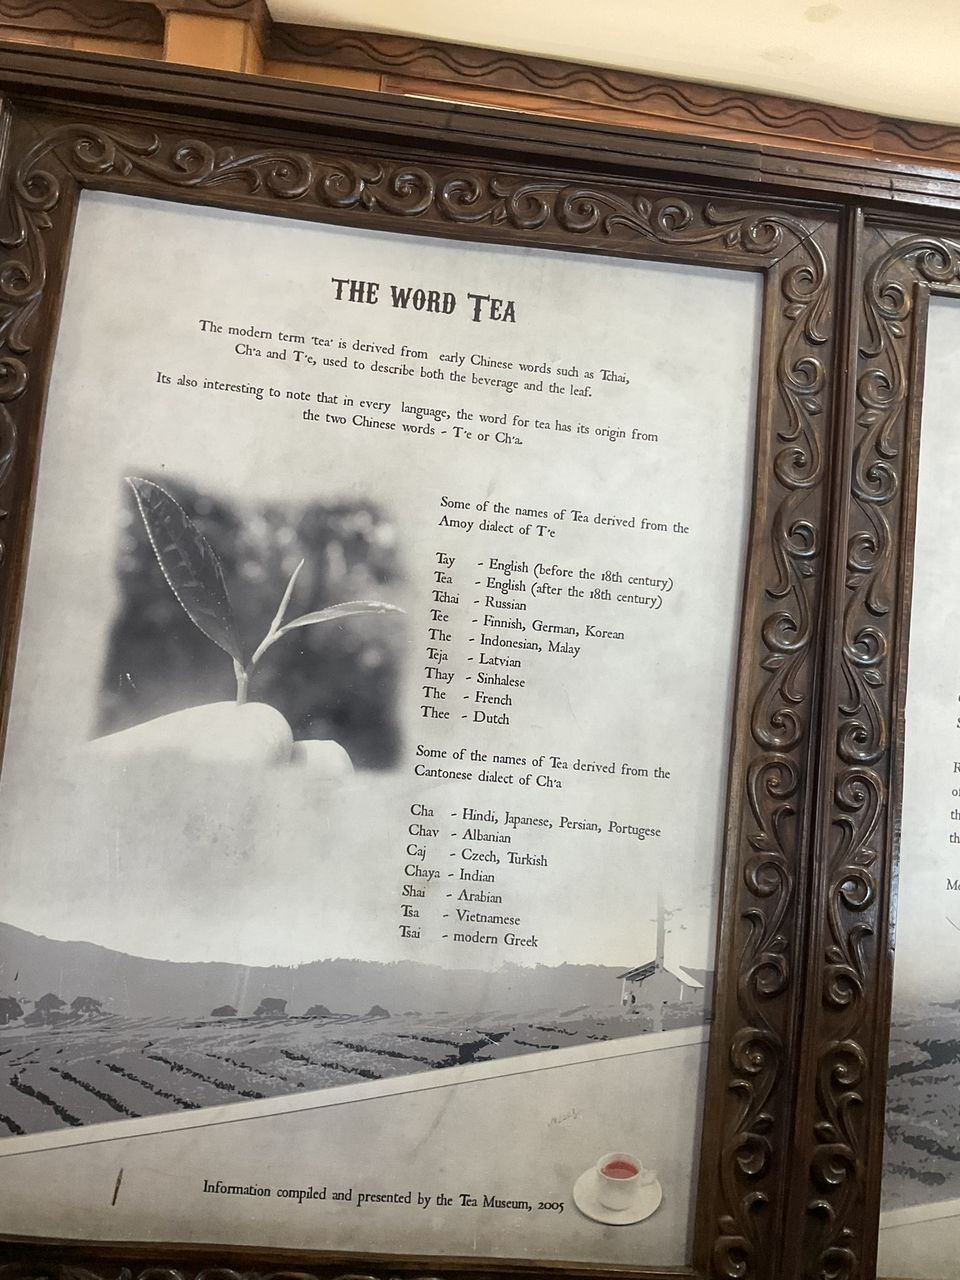 THE WORD TEA
The modern term 'tea' is derived from early Chinese words such as Tchai,
Ch'a and T'e, used to describe both the beverage and the leaf.
Its also interesting to note that in every language, the word for tea has its origin from
the two Chinese words - T'e or Ch'a.
Some of the names of Tea derived from the
Amoy dialect of T'e
Tay - English (before the 18th century)
Tea - English (after the 18th century)
Tchai - Russian
Tee - Finnish, German, Korean
The - Indonesian, Malay
Teja - Latvian
Thay - Sinhalese
The - French
Thee - Dutch
Some of the names of Tea derived from the
Cantonese dialect of Ch'a
Cha - Hindi, Japanese, Persian, Portugese
Chav - Albanian
Caj - Czech, Turkish
Chaya - Indian
Shai - Arabian
Tsa - Vietnamese
Tsai - modern Greek
Information compiled and presented by the Tea Museum, 2005